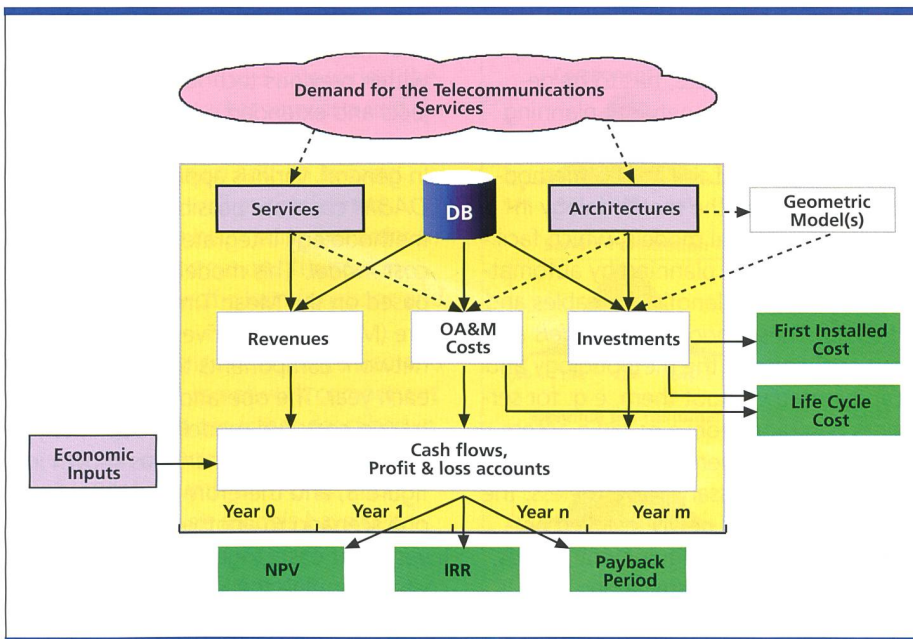 Demand for the Telecommunications
Services
Services
DB
Architectures
Geometric
Model(s)
Revenues
OA&M
Costs
Investments
First Installed
Cost
Life Cycle
Cost
Economic
Inputs
Cash flows,
Profit & loss accounts
Year 0
Year 1
Year n
Year m
NPV
IRR
Payback
Period